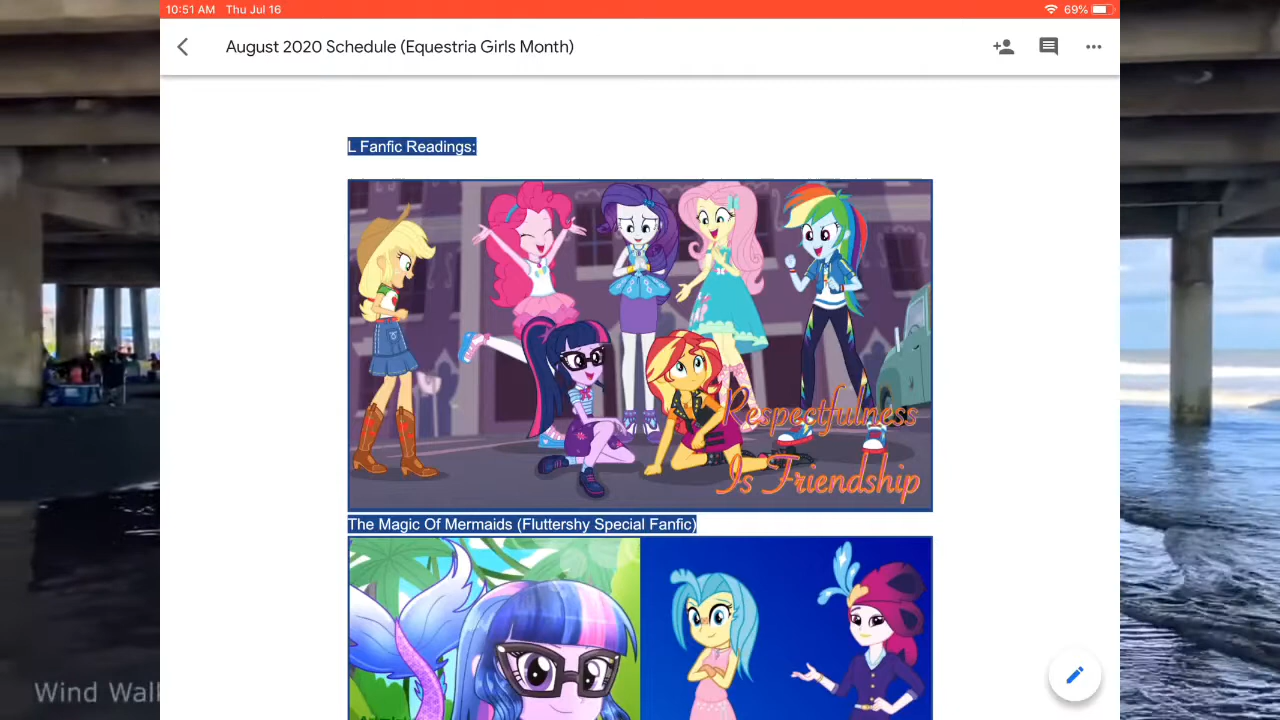 10:51 AM Thu Jul 16
69%
August 2020 Schedule (Equestria Girls Month)
L Fanfic Readings:
Respectfulness
Is Friendship
The Magic Of Mermaids (Fluttershy Special Fanfic)
Wind Walk